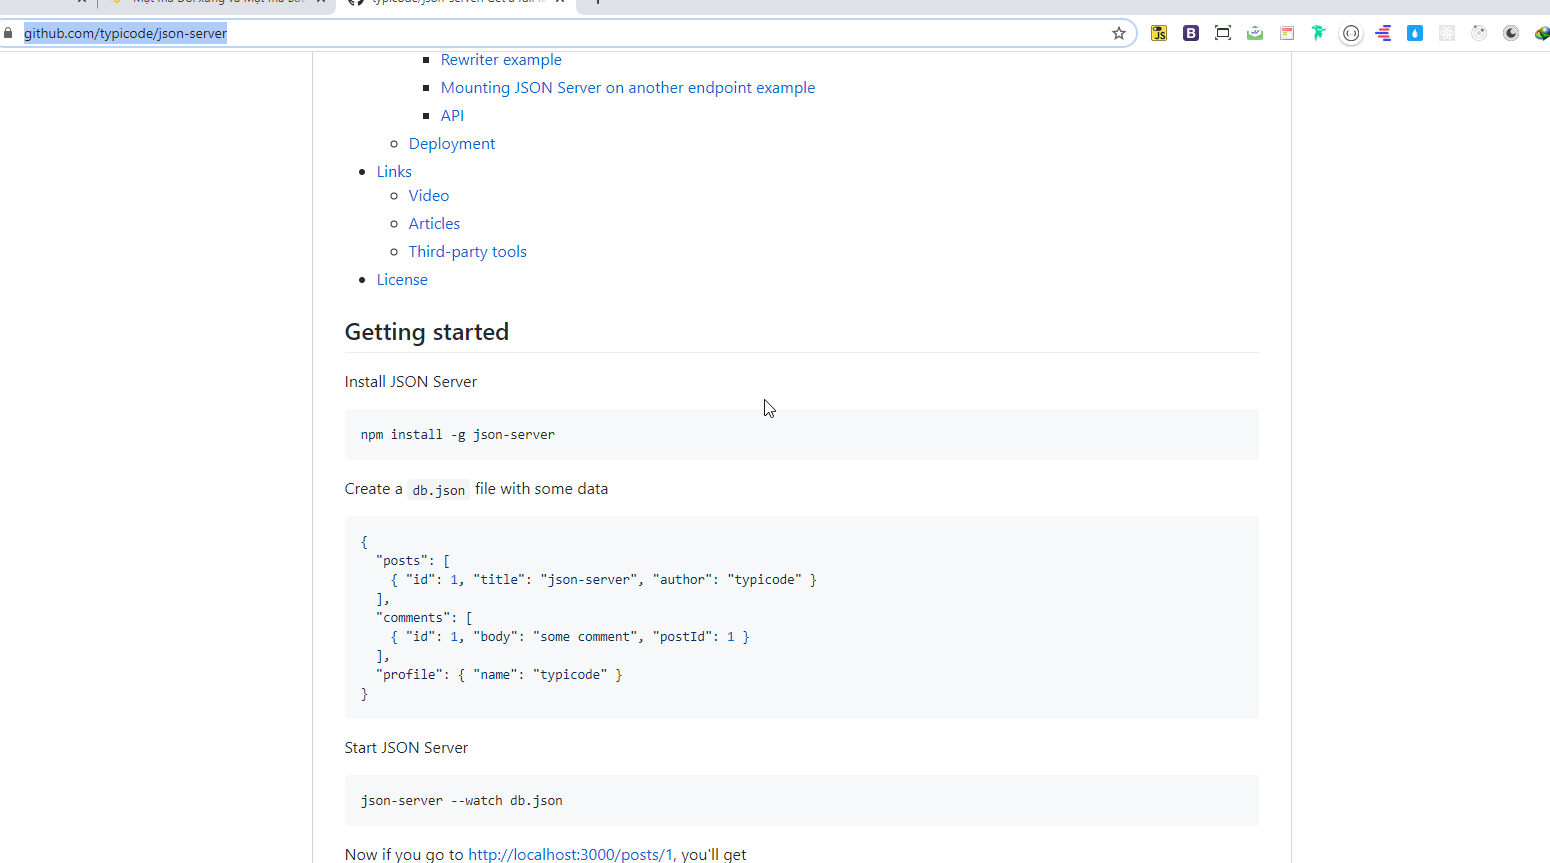 github.com/typicode/json-server
JS
B
Rewriter example
Mounting JSON Server on another endpoint example
API
Deployment
Links
Video
Articles
Third-party tools
License
Getting started
Install JSON Server
npm install -g json-server
Create a db.json file with some data
{
"posts": [
{ "id": 1, "title": "json-server", "author": "typicode" }
],
"comments": [
{ "id": 1, "body": "some comment", "postId": 1 }
],
"profile": { "name": "typicode" }
}
Start JSON Server
json-server --watch db.json
Now if you go to http://localhost:3000/posts/1, you'll get